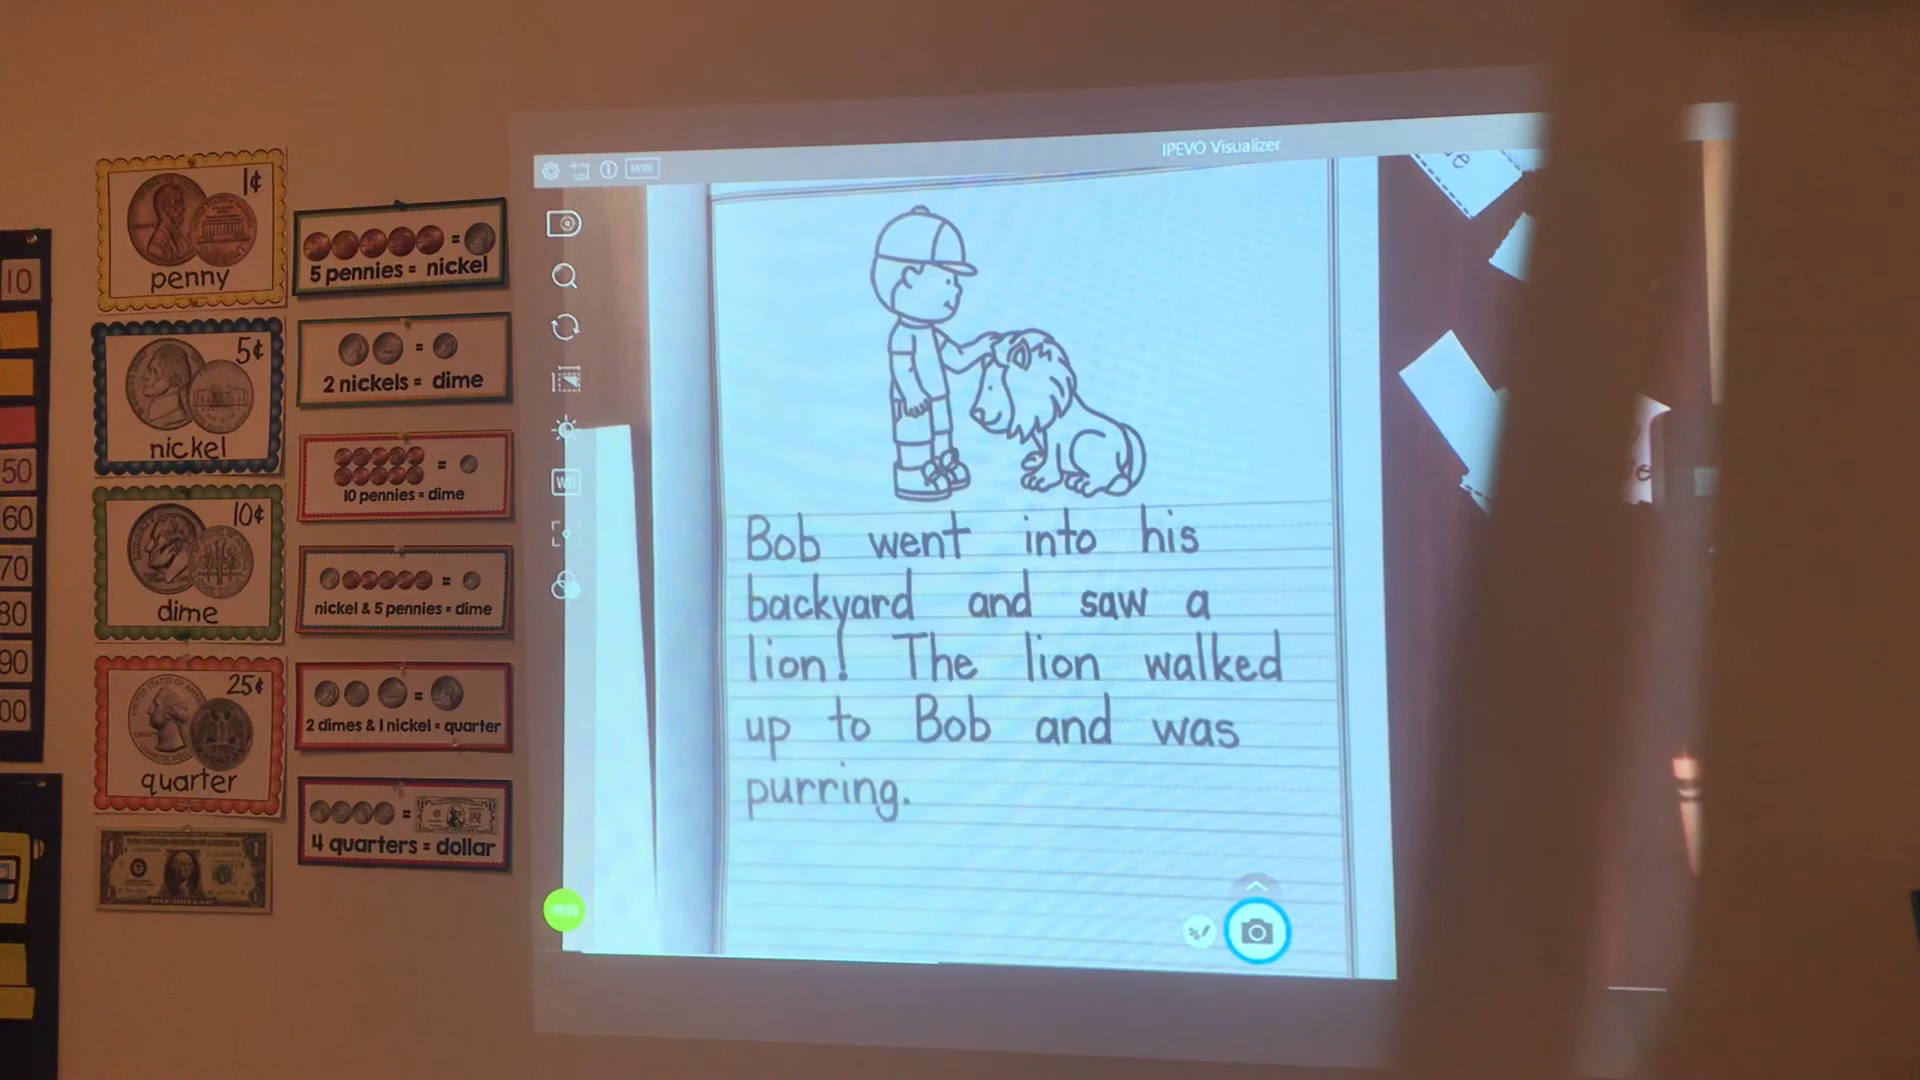 10
50
60
70
80
90
00
1¢
penny
5¢
nickel
10¢
dime
25¢
quarter
=
5 pennies = nickel
=
2 nickels = dime
=
10 pennies = dime
=
nickel & 5 pennies = dime
=
2 dimes & 1 nickel = quarter
=
4 quarters = dollar
IPEVO Visualizer
MODE
Bob went into his
backyard and saw a
lion! The lion walked
up to Bob and was
purring.